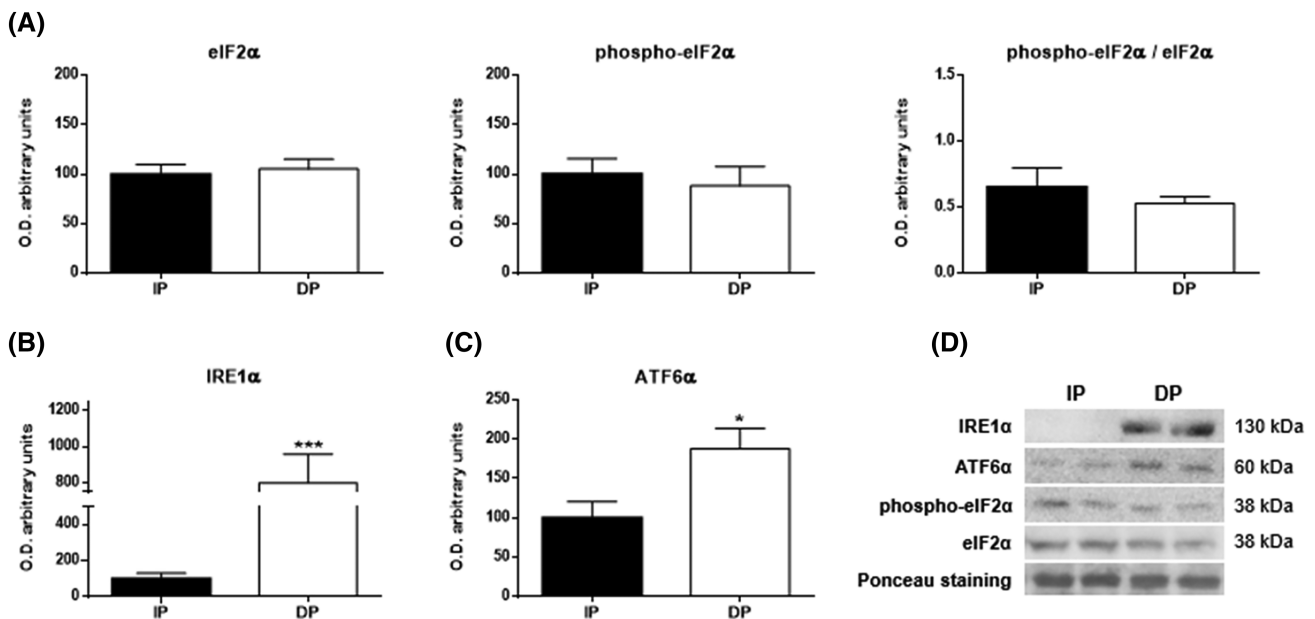 (A)
eIF2α
phospho-eIF2α
phospho-eIF2α / eIF2α
O.D. arbitrary units
200
150
100
50
0
IP DP
O.D. arbitrary units
200
150
100
50
0
IP DP
O.D. arbitrary units
1.5
1.0
0.5
0.0
IP DP
(B)
IRE1α
O.D. arbitrary units
1200
1000
800
400
200
0
***
IP DP
(C)
ATF6α
O.D. arbitrary units
250
200
150
100
50
0
*
IP DP
(D)
IP DP
IRE1α 130 kDa
ATF6α 60 kDa
phospho-eIF2α 38 kDa
eIF2α 38 kDa
Ponceau staining